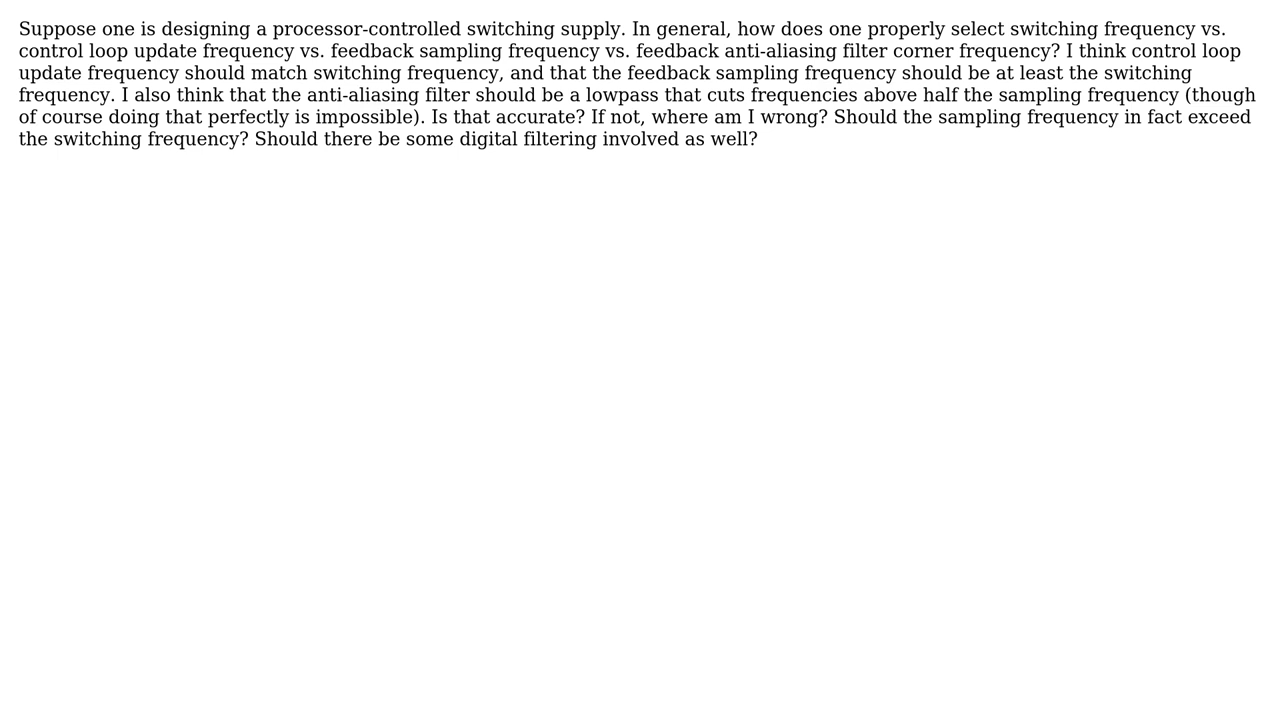 Suppose one is designing a processor-controlled switching supply. In general, how does one properly select switching frequency vs.
control loop update frequency vs. feedback sampling frequency vs. feedback anti-aliasing filter corner frequency? I think control loop
update frequency should match switching frequency, and that the feedback sampling frequency should be at least the switching
frequency. I also think that the anti-aliasing filter should be a lowpass that cuts frequencies above half the sampling frequency (though
of course doing that perfectly is impossible). Is that accurate? If not, where am I wrong? Should the sampling frequency in fact exceed
the switching frequency? Should there be some digital filtering involved as well?